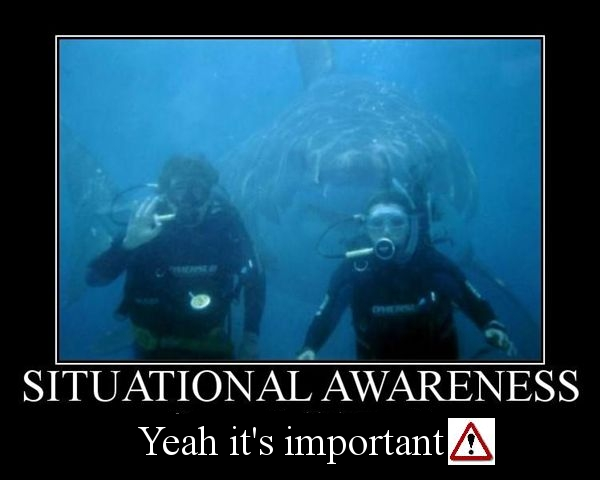 SITUATIONAL AWARENESS
Yeah it's important